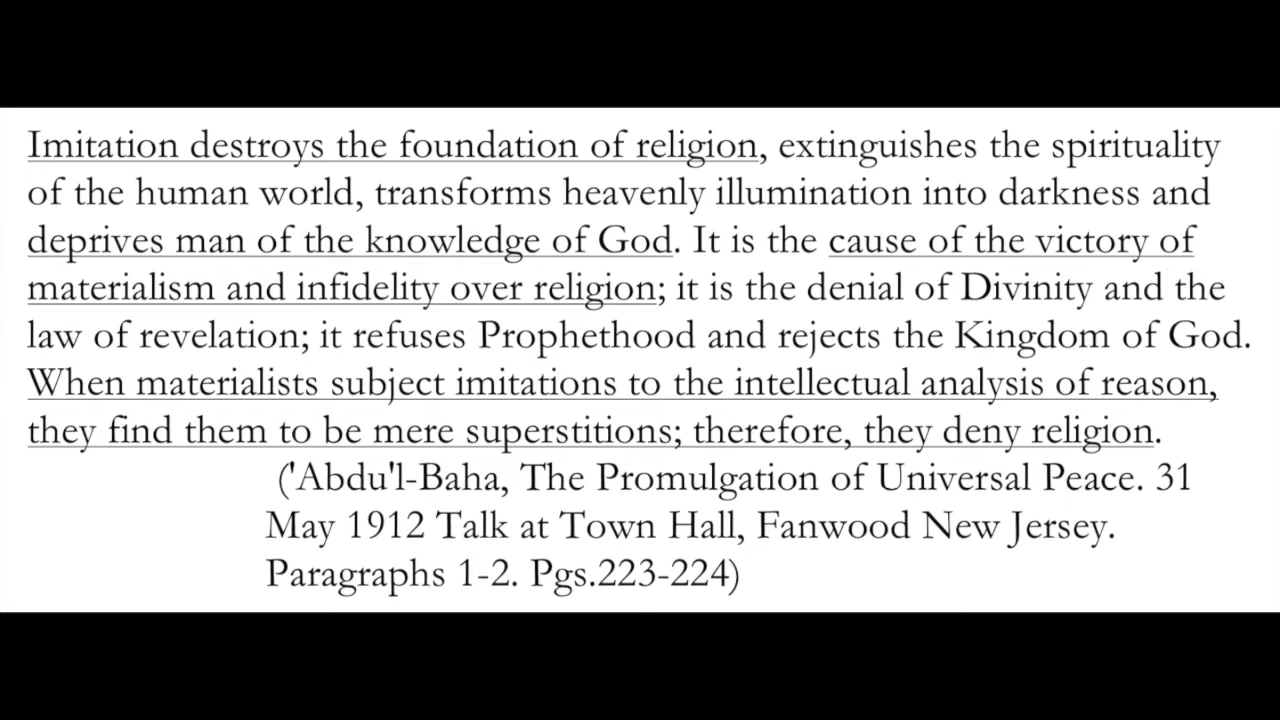 Imitation destroys the foundation of religion, extinguishes the spirituality
of the human world, transforms heavenly illumination into darkness and
deprives man of the knowledge of God. It is the cause of the victory of
materialism and infidelity over religion; it is the denial of Divinity and the
law of revelation; it refuses Prophethood and rejects the Kingdom of God.
When materialists subject imitations to the intellectual analysis of reason,
they find them to be mere superstitions; therefore, they deny religion.
('Abdu'l-Baha, The Promulgation of Universal Peace. 31
May 1912 Talk at Town Hall, Fanwood New Jersey.
Paragraphs 1-2. Pgs.223-224)